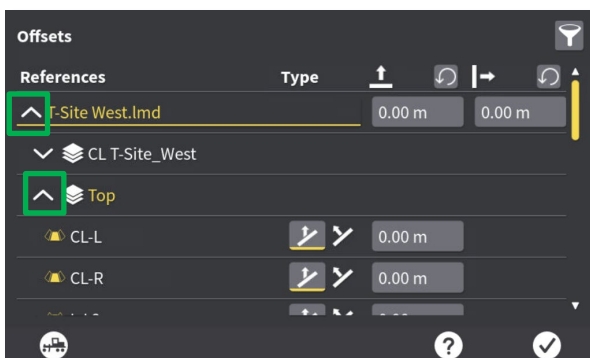 Offsets
References Type
T-Site West.lmd 0.00 m 0.00 m
CL T-Site_West
Top
CL-L 0.00 m
CL-R 0.00 m
?